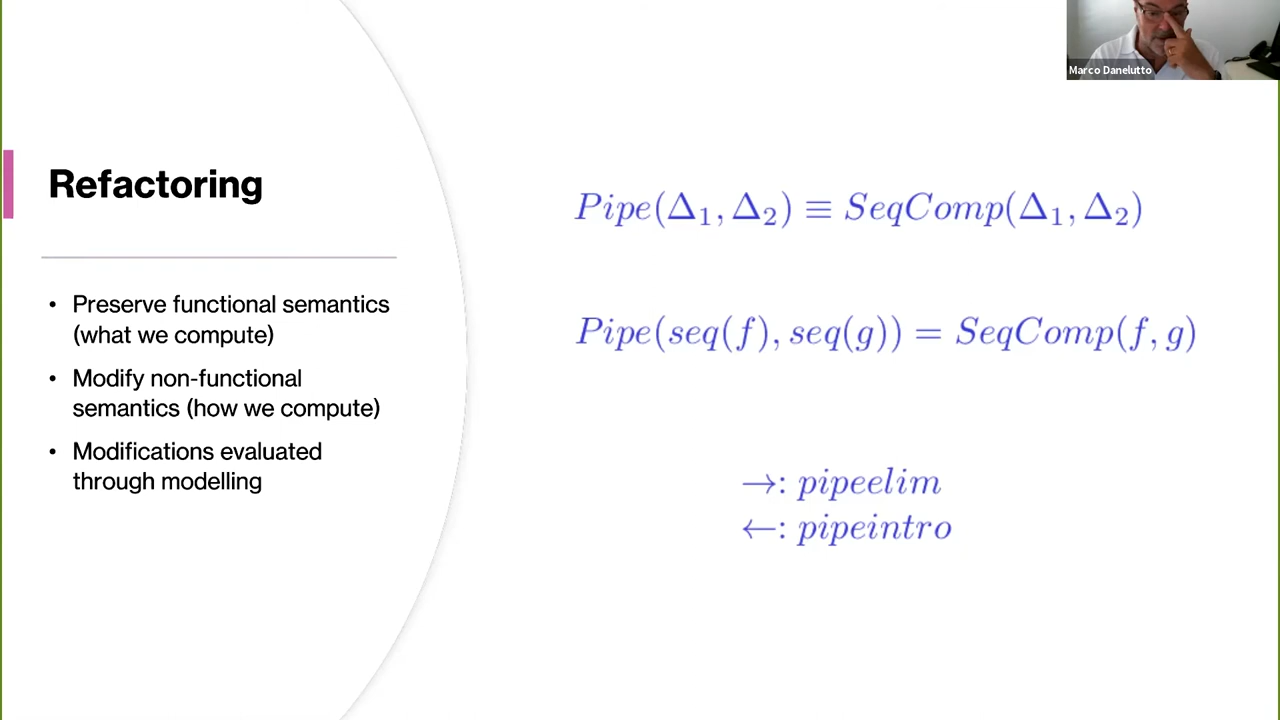 Marco Danelutto
Refactoring
• Preserve functional semantics
(what we compute)
• Modify non-functional
semantics (how we compute)
• Modifications evaluated
through modelling
Pipe(Δ₁, Δ₂) ≡ SeqComp(Δ₁, Δ₂)
Pipe(seq(f), seq(g)) = SeqComp(f, g)
→: pipeelim
←: pipeintro